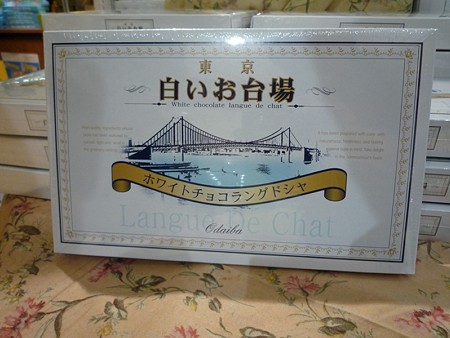 東京
白いお台場
White chocolate langue de chat
ホワイトチョコラングドシャ
Langue De Chat
Odaiba